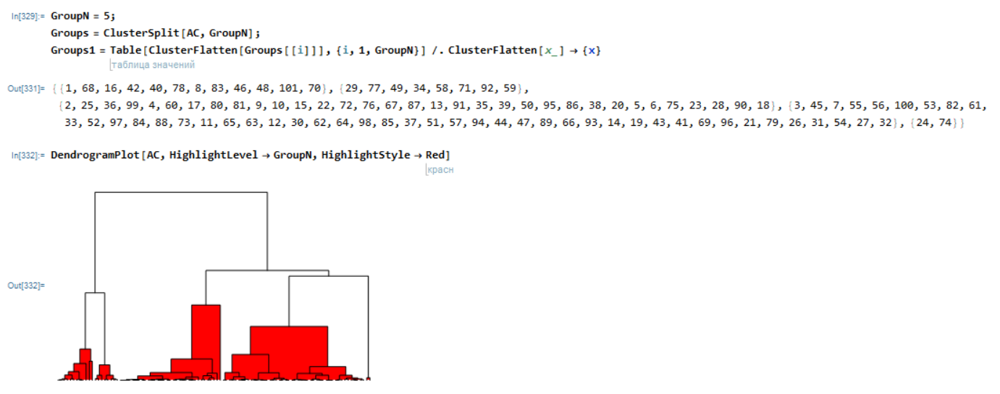 In[329]:= GroupN = 5;
Groups = ClusterSplit[AC, GroupN];
Groups1 = Table[ClusterFlatten[Groups[[i]]], {i, 1, GroupN}] /. ClusterFlatten[x_] → {x}
таблица значений
Out[331]= {{1, 68, 16, 42, 40, 78, 8, 83, 46, 48, 101, 70}, {29, 77, 49, 34, 58, 71, 92, 59},
{2, 25, 36, 99, 4, 60, 17, 80, 81, 9, 10, 15, 22, 72, 76, 67, 87, 13, 91, 35, 39, 50, 95, 86, 38, 20, 5, 6, 75, 23, 28, 90, 18}, {3, 45, 7, 55, 56, 100, 53, 82, 61,
33, 52, 97, 84, 88, 73, 11, 65, 63, 12, 30, 62, 64, 98, 85, 37, 51, 57, 94, 44, 47, 89, 66, 93, 14, 19, 43, 41, 69, 96, 21, 79, 26, 31, 54, 27, 32}, {24, 74}}
In[332]:= DendrogramPlot[AC, HighlightLevel → GroupN, HighlightStyle → Red]
красн
Out[332]=